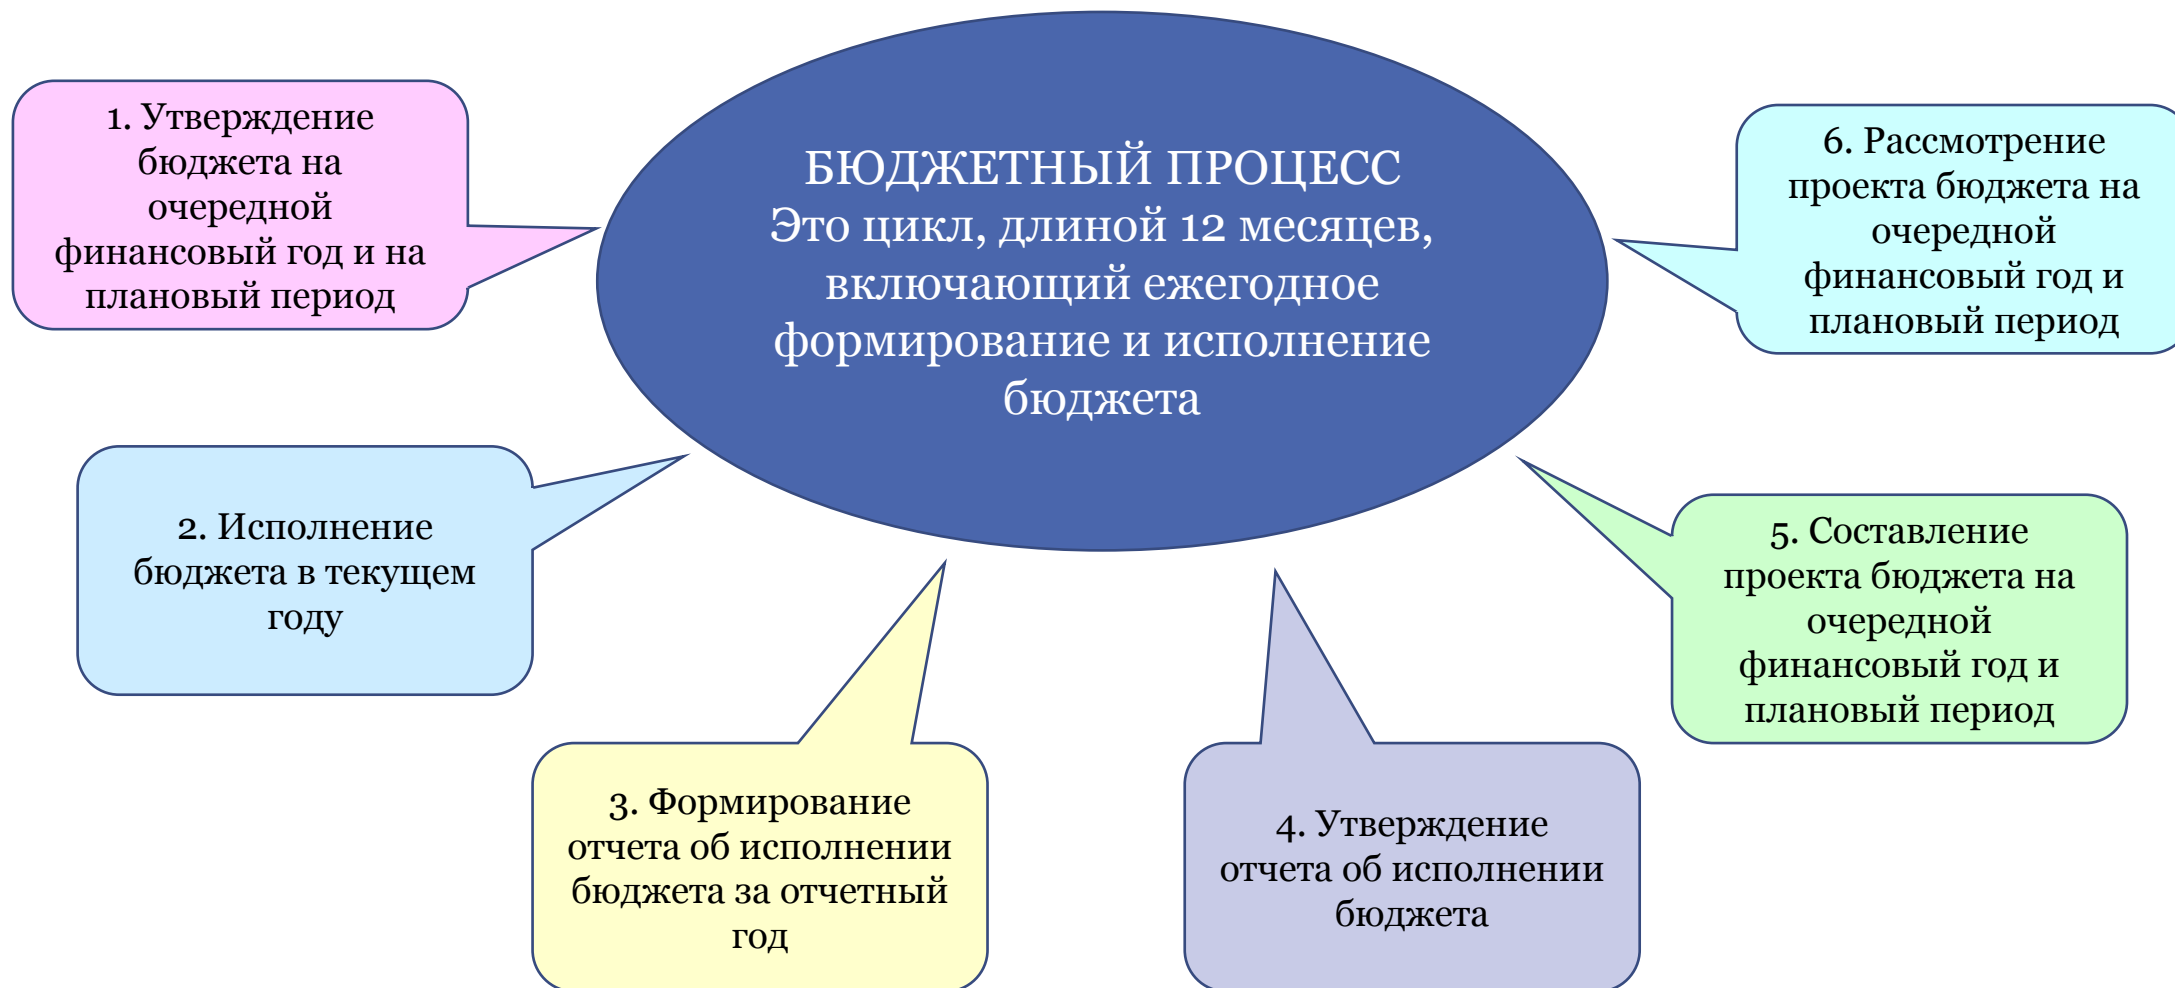 БЮДЖЕТНЫЙ ПРОЦЕСС
Это цикл, длиной 12 месяцев,
включающий ежегодное
формирование и исполнение
бюджета
1. Утверждение
бюджета на
очередной
финансовый год и на
плановый период
2. Исполнение
бюджета в текущем
году
3. Формирование
отчета об исполнении
бюджета за отчетный
год
4. Утверждение
отчета об исполнении
бюджета
5. Составление
проекта бюджета на
очередной
финансовый год и
плановый период
6. Рассмотрение
проекта бюджета на
очередной
финансовый год и
плановый период